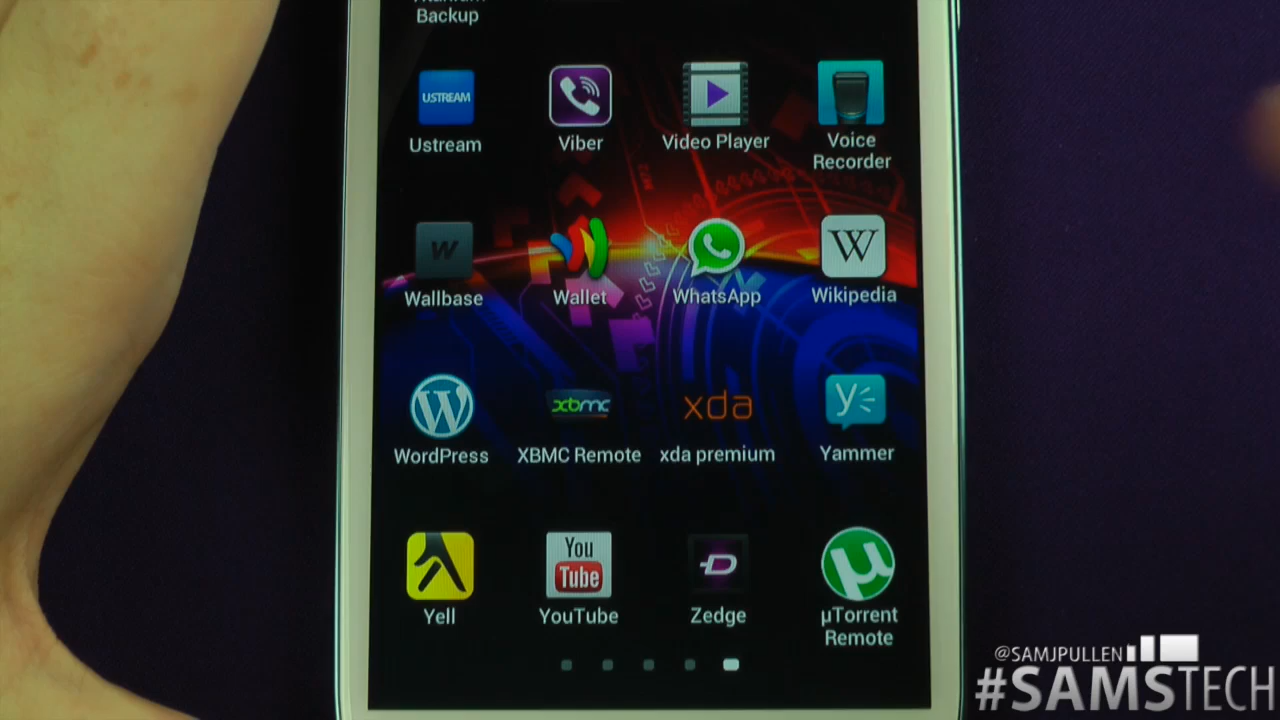 Backup
USTREAM
Ustream
Viber
Video Player
Voice
Recorder
w
Wallbase
Wallet
WhatsApp
W
Wikipedia
W
WordPress
xbmc
XBMC Remote
xda
xda premium
y
Yammer
Yell
You
Tube
YouTube
Zedge
µ
µTorrent
Remote
@SAMJPULLEN
#SAMSTECH